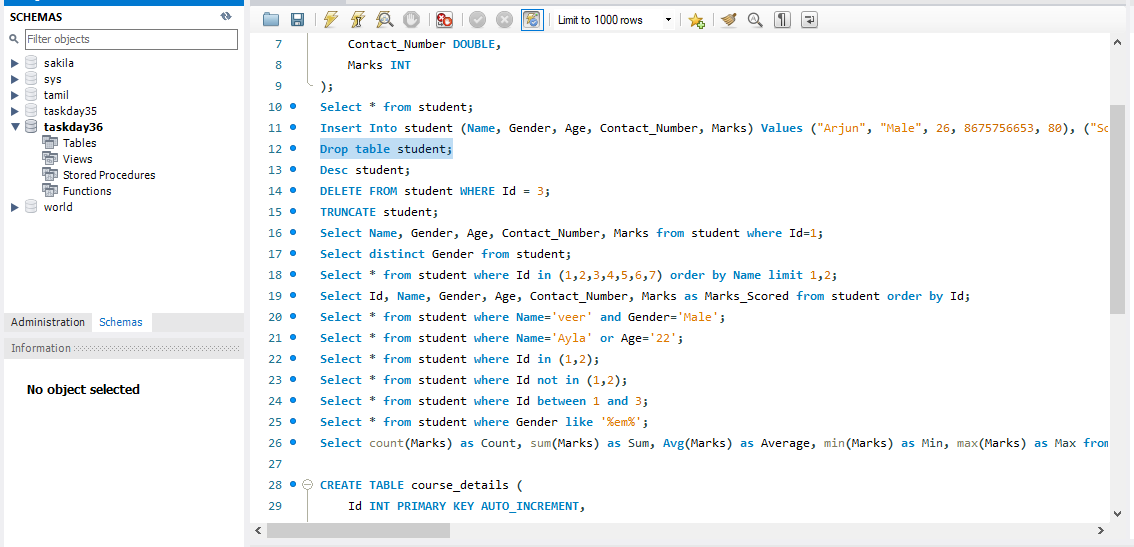 SCHEMAS
Filter objects
sakila
sys
tamil
taskday35
taskday36
Tables
Views
Stored Procedures
Functions
world
Administration Schemas
Information
No object selected
Limit to 1000 rows
7 Contact_Number DOUBLE,
8 Marks INT
9 );
10 Select * from student;
11 Insert Into student (Name, Gender, Age, Contact_Number, Marks) Values ("Arjun", "Male", 26, 8675756653, 80), ("Sc
12 Drop table student;
13 Desc student;
14 DELETE FROM student WHERE Id = 3;
15 TRUNCATE student;
16 Select Name, Gender, Age, Contact_Number, Marks from student where Id=1;
17 Select distinct Gender from student;
18 Select * from student where Id in (1,2,3,4,5,6,7) order by Name limit 1,2;
19 Select Id, Name, Gender, Age, Contact_Number, Marks as Marks_Scored from student order by Id;
20 Select * from student where Name='veer' and Gender='Male';
21 Select * from student where Name='Ayla' or Age='22';
22 Select * from student where Id in (1,2);
23 Select * from student where Id not in (1,2);
24 Select * from student where Id between 1 and 3;
25 Select * from student where Gender like '%em%';
26 Select count(Marks) as Count, sum(Marks) as Sum, Avg(Marks) as Average, min(Marks) as Min, max(Marks) as Max from
27
28 CREATE TABLE course_details (
29 Id INT PRIMARY KEY AUTO_INCREMENT,